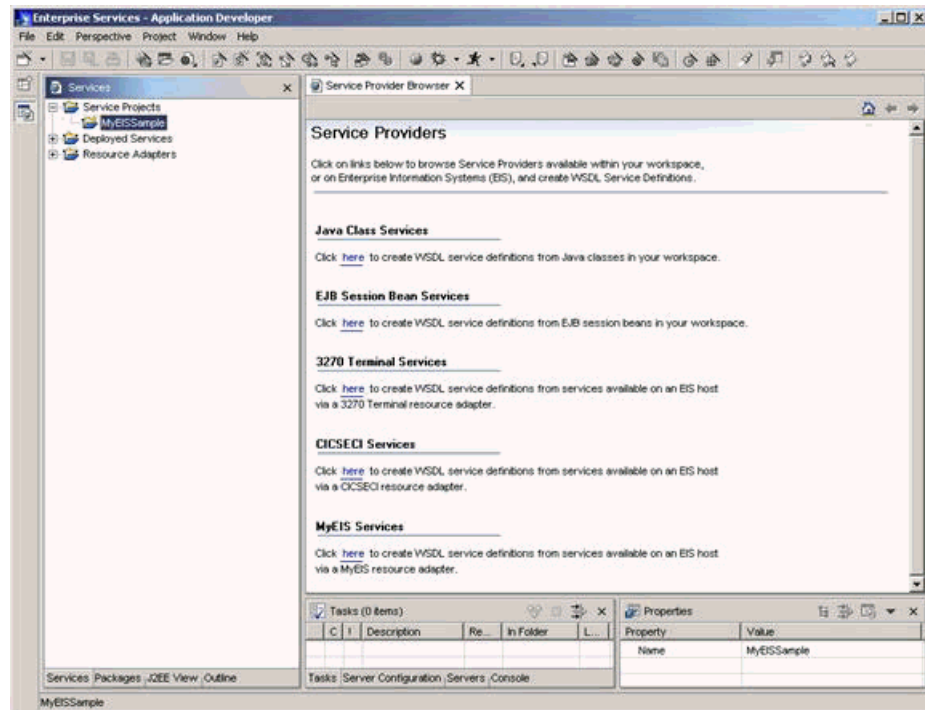 Enterprise Services - Application Developer
File Edit Perspective Project Window Help
Services
Service Projects
MyEISSample
Deployed Services
Resource Adapters
Service Provider Browser
Service Providers
Click on links below to browse Service Providers available within your workspace,
or on Enterprise Information Systems (EIS), and create WSDL Service Definitions.
Java Class Services
Click here to create WSDL service definitions from Java classes in your workspace.
EJB Session Bean Services
Click here to create WSDL service definitions from EJB session beans in your workspace.
3270 Terminal Services
Click here to create WSDL service definitions from services available on an EIS host
via a 3270 Terminal resource adapter.
CICSECI Services
Click here to create WSDL service definitions from services available on an EIS host
via a CICSECI resource adapter.
MyEIS Services
Click here to create WSDL service definitions from services available on an EIS host
via a MyEIS resource adapter.
Tasks (0 items)
C ! Description Re... In Folder L...
Properties
Property Value
Name MyEISSample
Services Packages J2EE View Outline
Tasks Server Configuration Servers Console
MyEISSample